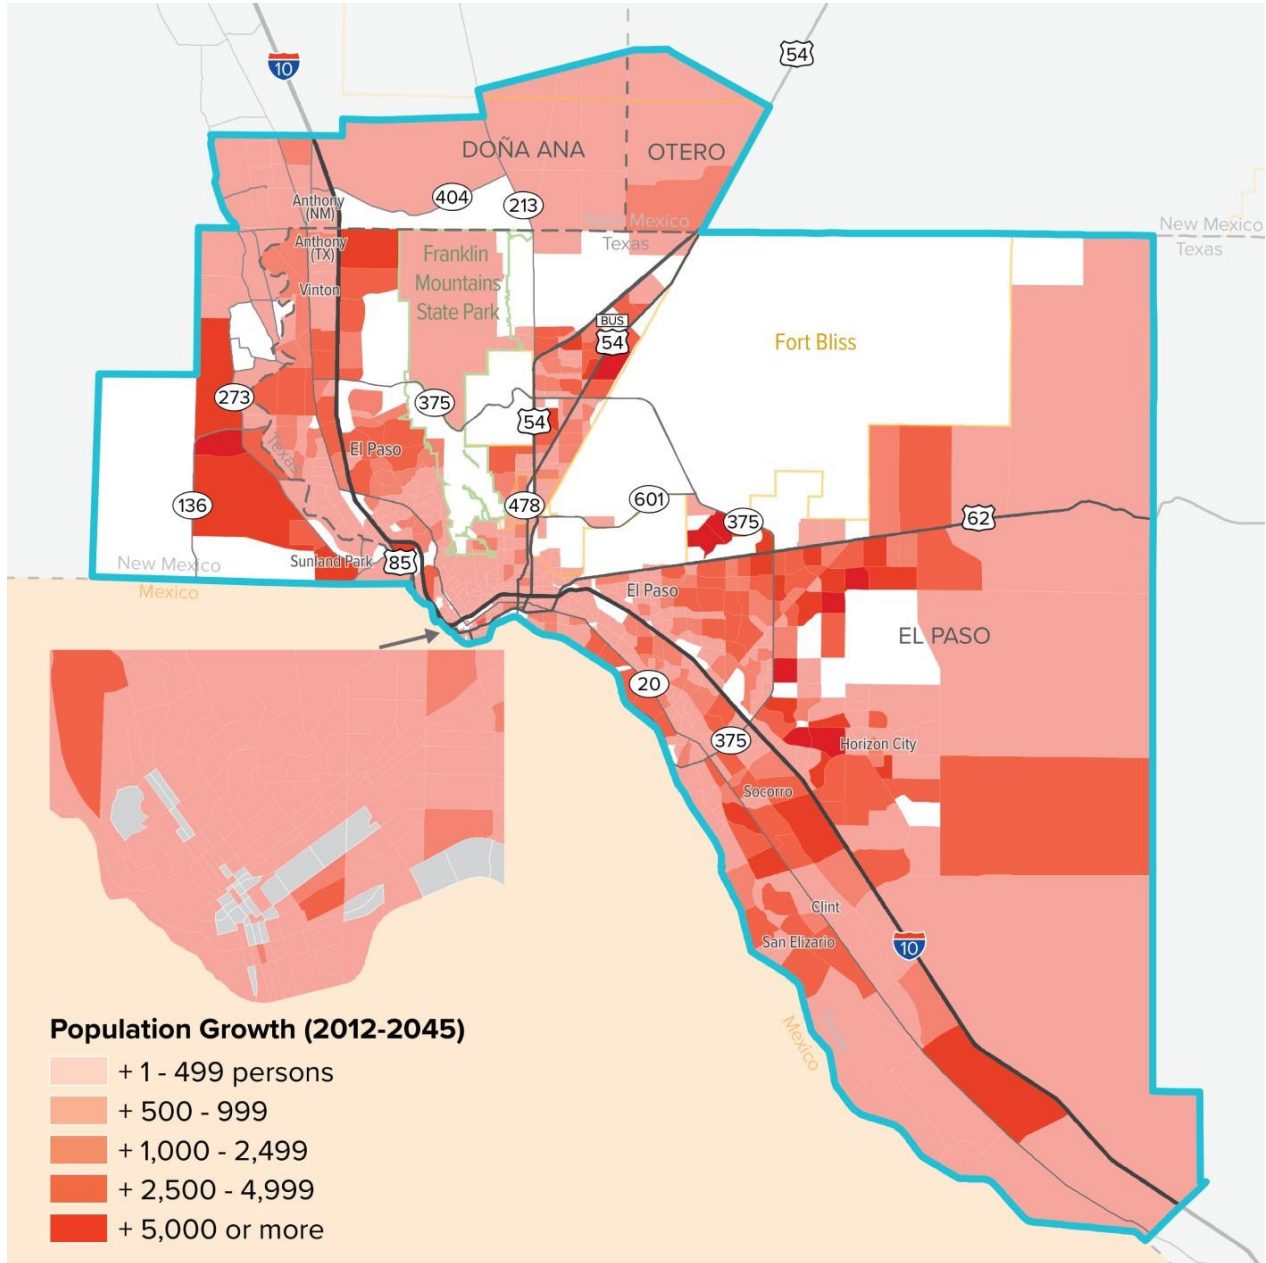 54
10
DOÑA ANA
OTERO
404
213
Anthony
(NM)
New Mexico
Texas
New Mexico
Texas
Anthony
(TX)
Franklin
Mountains
State Park
Vinton
BUS
54
Fort Bliss
273
375
54
El Paso
Texas
136
478
601
375
62
New Mexico
Mexico
Sunland Park
85
El Paso
EL PASO
20
375
Horizon City
Socorro
Clint
San Elizario
10
Mexico
Texas
Population Growth (2012-2045)
+ 1 - 499 persons
+ 500 - 999
+ 1,000 - 2,499
+ 2,500 - 4,999
+ 5,000 or more